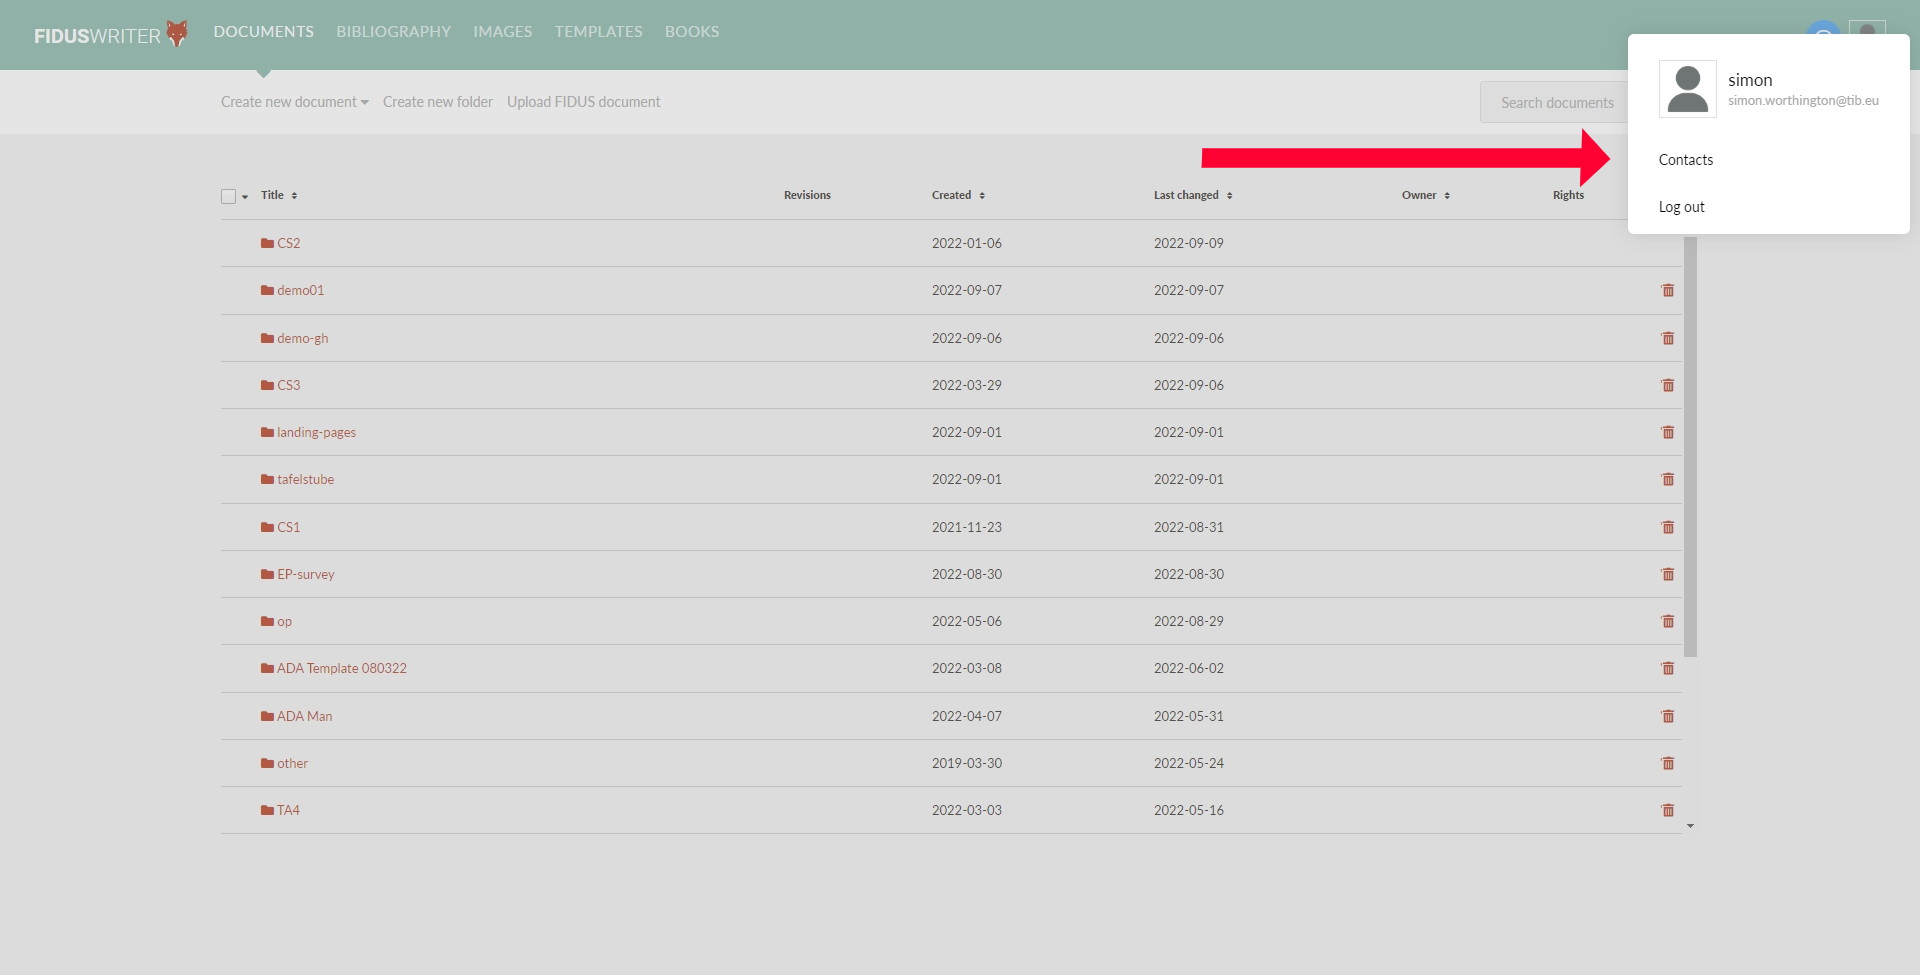 FIDUSWRITER DOCUMENTS BIBLIOGRAPHY IMAGES TEMPLATES BOOKS
simon
simon.worthington@tib.eu
Contacts
Log out
Create new document Create new folder Upload FIDUS document Search documents
Title Revisions Created Last changed Owner Rights
CS2 2022-01-06 2022-09-09
demo01 2022-09-07 2022-09-07
demo-gh 2022-09-06 2022-09-06
CS3 2022-03-29 2022-09-06
landing-pages 2022-09-01 2022-09-01
tafelstube 2022-09-01 2022-09-01
CS1 2021-11-23 2022-08-31
EP-survey 2022-08-30 2022-08-30
op 2022-05-06 2022-08-29
ADA Template 080322 2022-03-08 2022-06-02
ADA Man 2022-04-07 2022-05-31
other 2019-03-30 2022-05-24
TA4 2022-03-03 2022-05-16